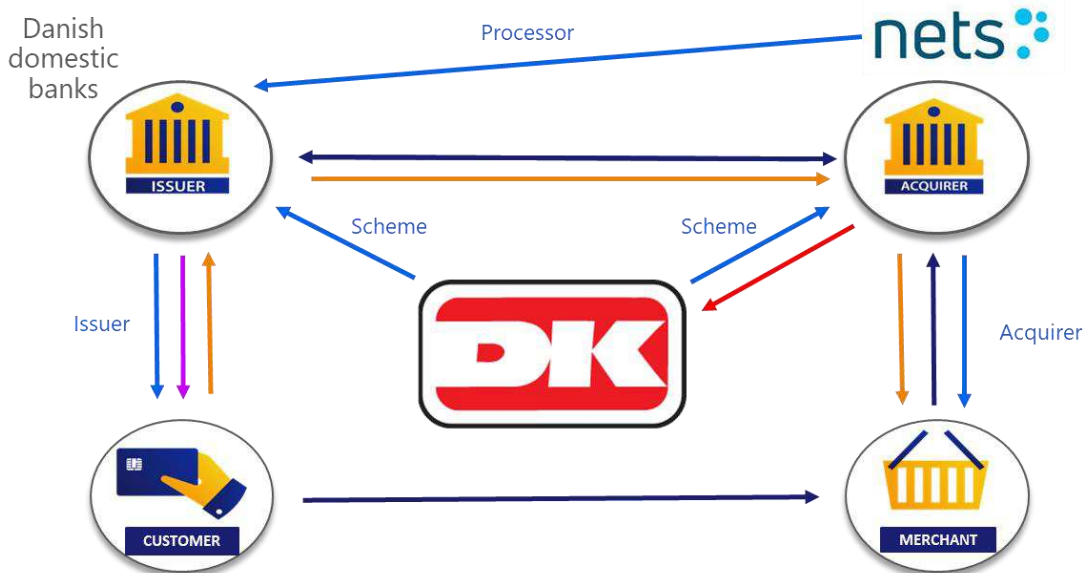 Danish
domestic
banks
Processor
nets
ISSUER
ACQUIRER
Scheme
Scheme
DK
Issuer
Acquirer
CUSTOMER
MERCHANT